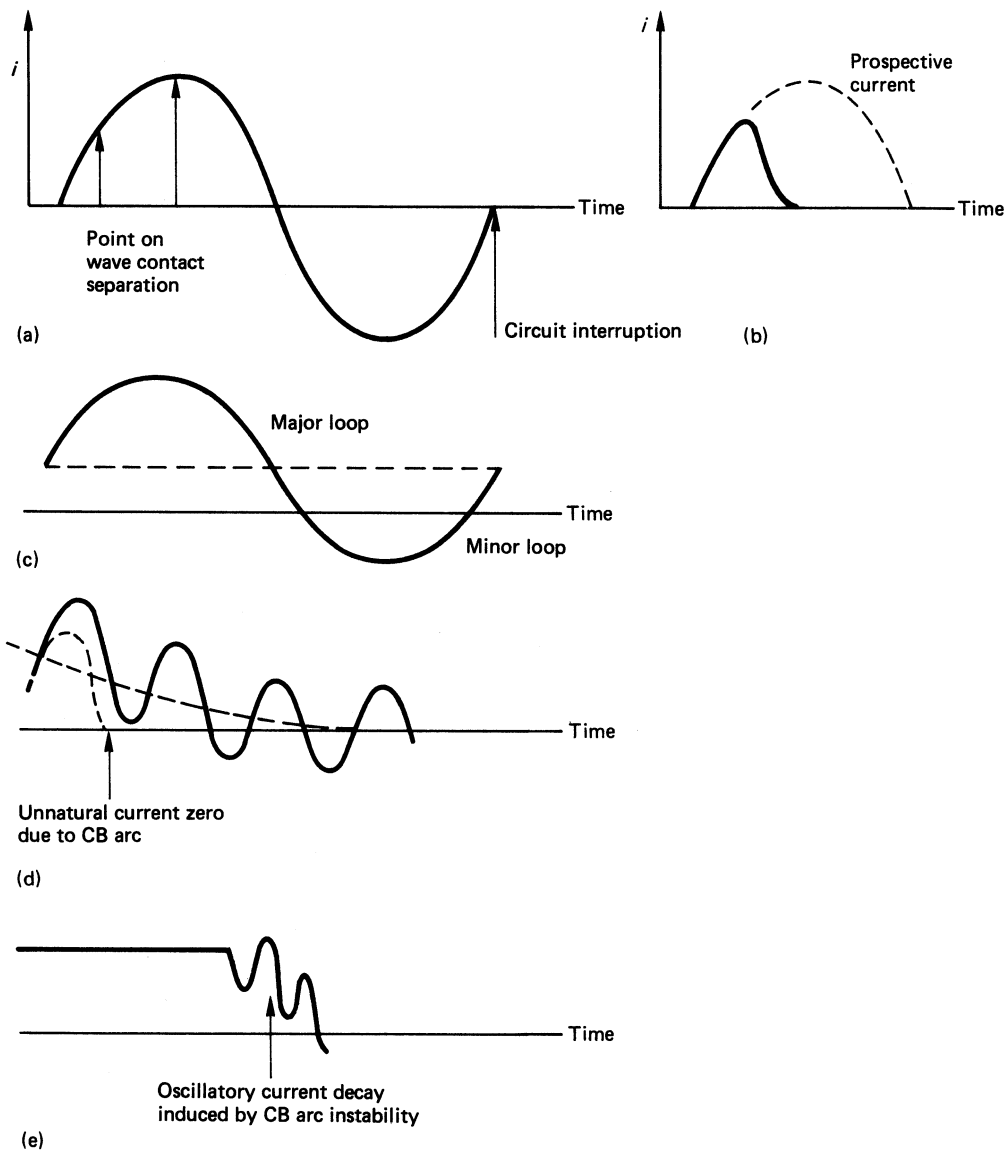 i
Time
Point on
wave contact
separation
Circuit interruption
(a)
i
Prospective
current
Time
(b)
Major loop
Time
Minor loop
(c)
Time
Unnatural current zero
due to CB arc
(d)
Time
Oscillatory current decay
induced by CB arc instability
(e)